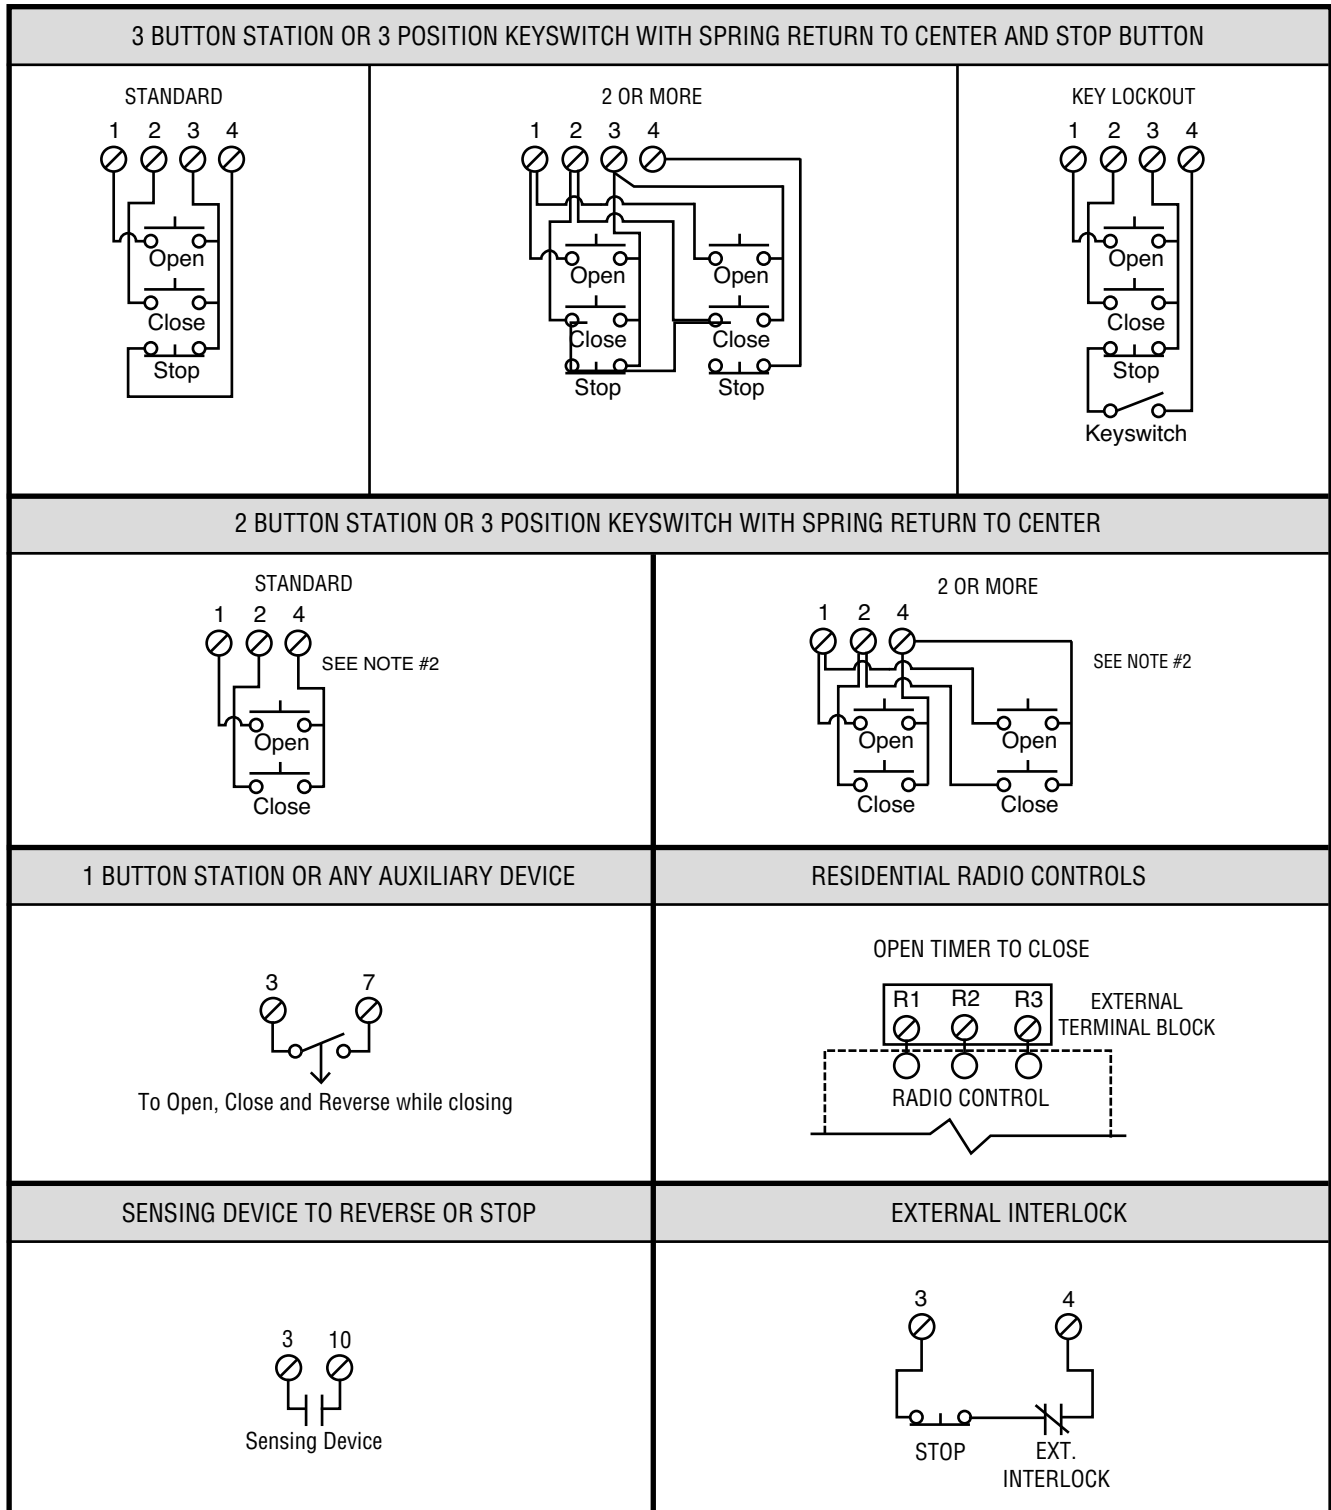 3 BUTTON STATION OR 3 POSITION KEYSWITCH WITH SPRING RETURN TO CENTER AND STOP BUTTON
STANDARD
1 2 3 4
Open
Close
Stop
2 OR MORE
1 2 3 4
Open Open
Close Close
Stop Stop
KEY LOCKOUT
1 2 3 4
Open
Close
Stop
Keyswitch
2 BUTTON STATION OR 3 POSITION KEYSWITCH WITH SPRING RETURN TO CENTER
STANDARD
1 2 4
SEE NOTE #2
Open
Close
2 OR MORE
1 2 4
SEE NOTE #2
Open Open
Close Close
1 BUTTON STATION OR ANY AUXILIARY DEVICE
3 7
To Open, Close and Reverse while closing
RESIDENTIAL RADIO CONTROLS
OPEN TIMER TO CLOSE
R1 R2 R3
EXTERNAL
TERMINAL BLOCK
RADIO CONTROL
SENSING DEVICE TO REVERSE OR STOP
3 10
Sensing Device
EXTERNAL INTERLOCK
3 4
STOP
EXT.
INTERLOCK